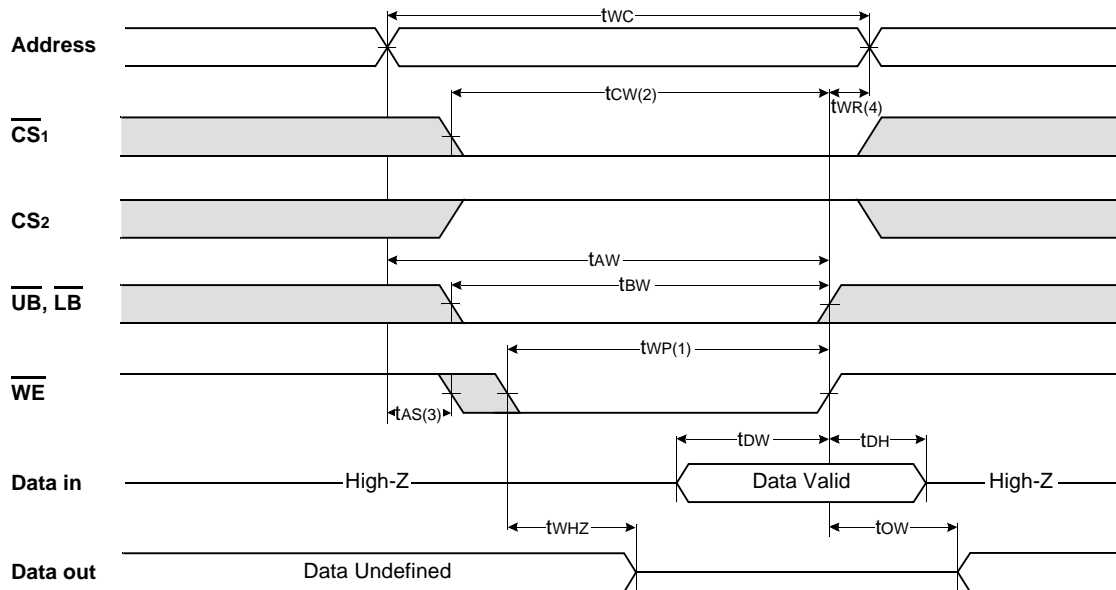 tWC
Address
tCW(2)
tWR(4)
CS1
CS2
tAW
tBW
UB, LB
tWP(1)
WE
tAS(3)
tDW
tDH
Data in
High-Z
Data Valid
High-Z
tWHZ
tOW
Data out
Data Undefined